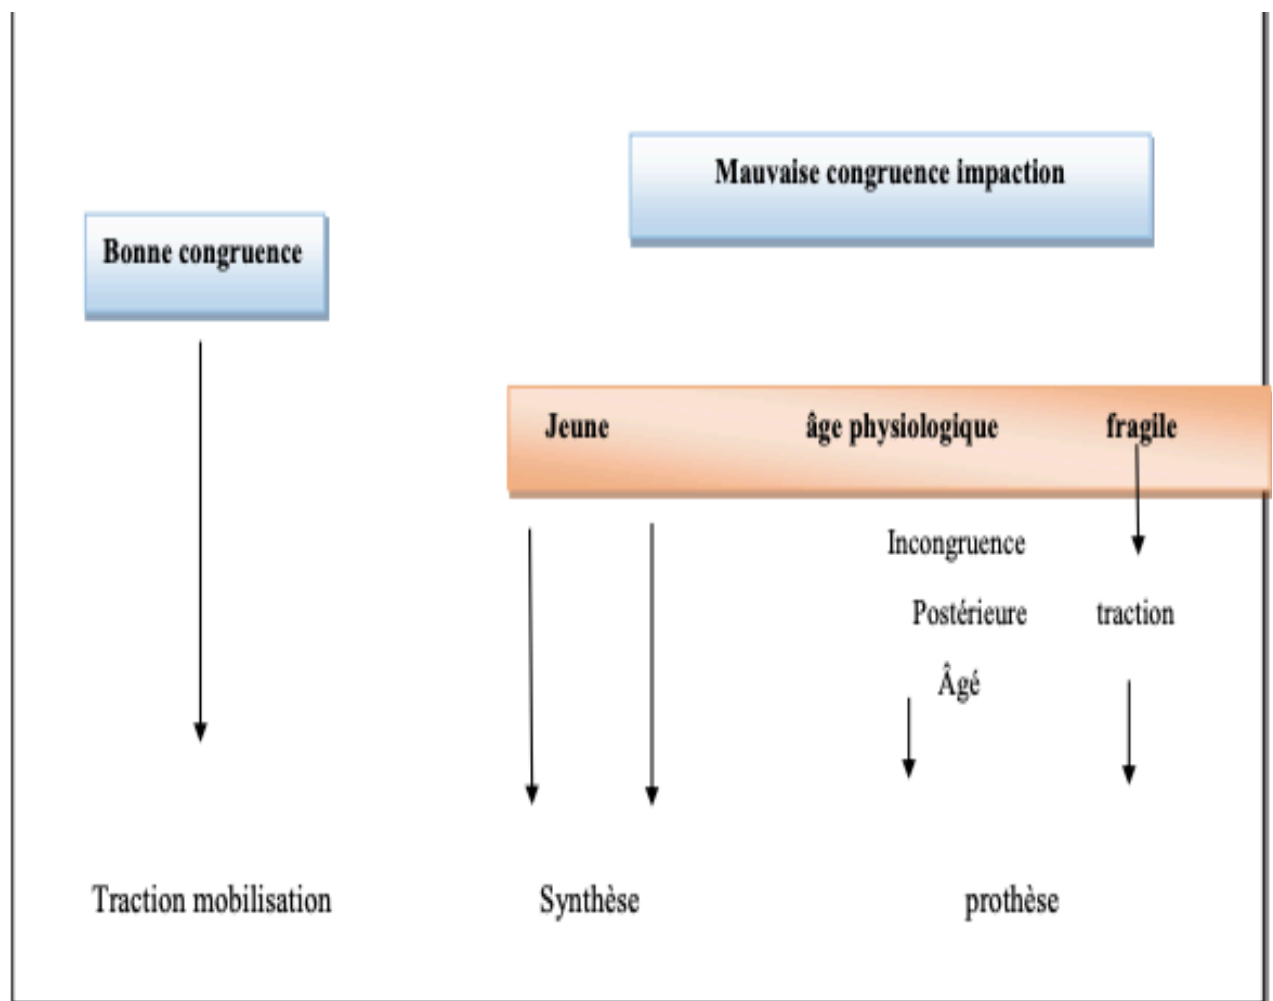 Mauvaise congruence impaction
Bonne congruence
Jeune âge physiologique fragile
Incongruence
Postérieure traction
Âgé
Traction mobilisation Synthèse prothèse